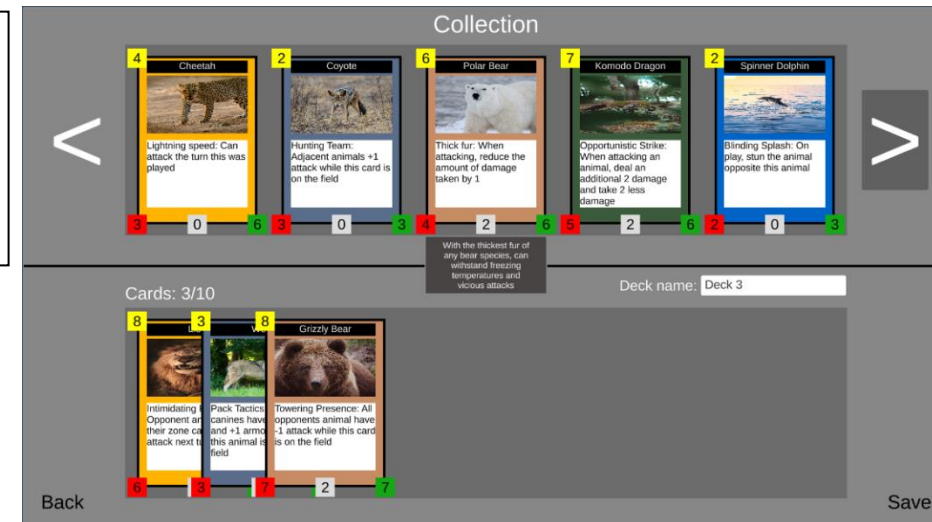 Collection
4
Cheetah
Lightning speed: Can
attack the turn this was
played
3
0
6
2
Coyote
Hunting Team:
Adjacent animals +1
attack while this card is
on the field
3
0
3
6
Polar Bear
Thick fur: When
attacking, reduce the
amount of damage
taken by 1
4
2
6
7
Komodo Dragon
Opportunistic Strike:
When attacking an
animal, deal an
additional 2 damage
and take 2 less
damage
5
2
6
2
Spinner Dolphin
Blinding Splash: On
play, stun the animal
opposite this animal
2
0
3
<
>
With the thickest fur of
any bear species, can
withstand freezing
temperatures and
vicious attacks
Cards: 3/10
Deck name: Deck 3
8
Intimidating
Opponent
their zone
attack next
6
3
Pack Tactics
canines have
and +1
this animal is
field
3
8
Grizzly Bear
Towering Presence: All
opponents animal have
-1 attack while this card
is on the field
7
2
7
Back
Save